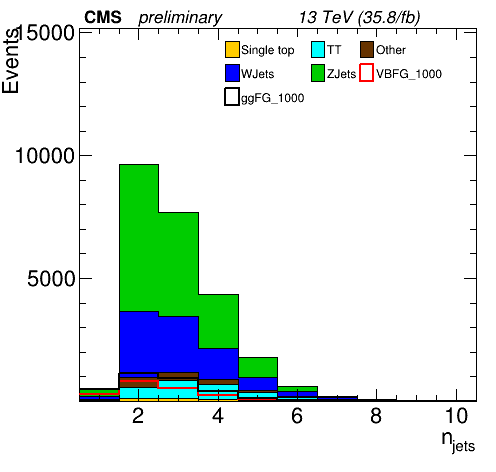 CMS preliminary 13 TeV (35.8/fb)
Events
15000
10000
5000
Single top TT Other
WJets ZJets VBFG_1000
ggFG_1000
2 4 6 8 10
n_jets